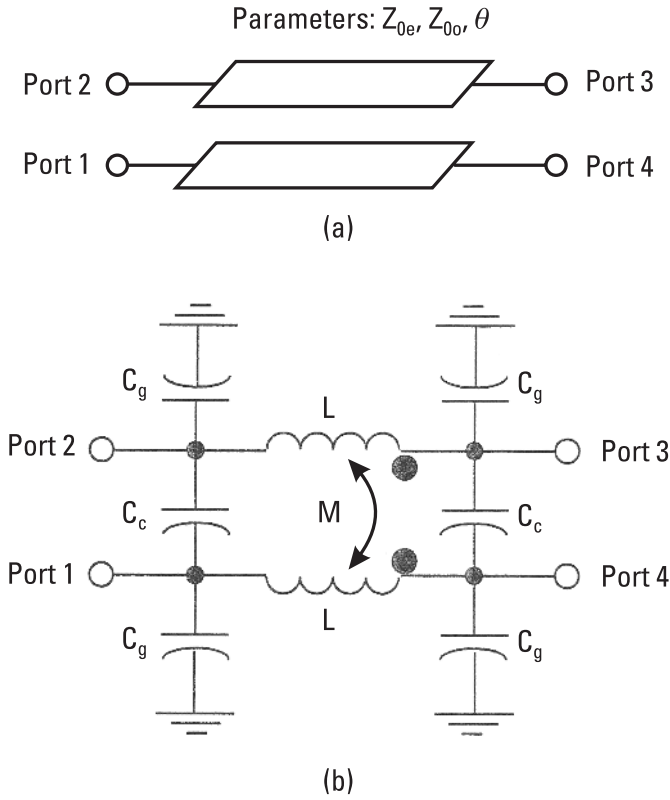 Parameters: Z0e, Z0o, θ
Port 2
Port 3
Port 1
Port 4
(a)
Cg
Cg
L
Port 2
Port 3
Cc
M
Cc
Port 1
Port 4
L
Cg
Cg
(b)